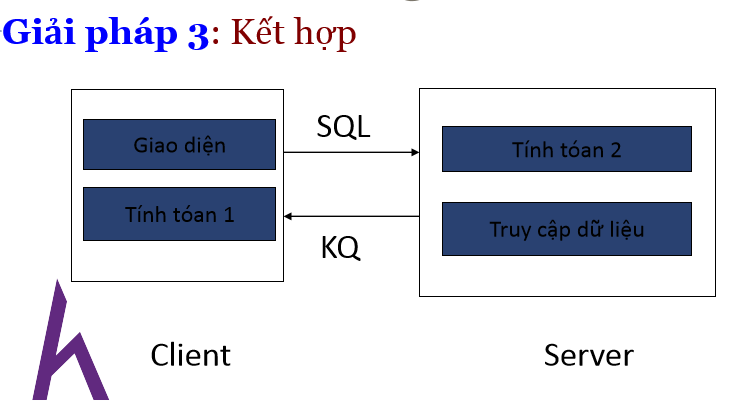 Giải pháp 3: Kết hợp
Giao diện
Tính tóan 1
SQL
KQ
Tính tóan 2
Truy cập dữ liệu
Client
Server